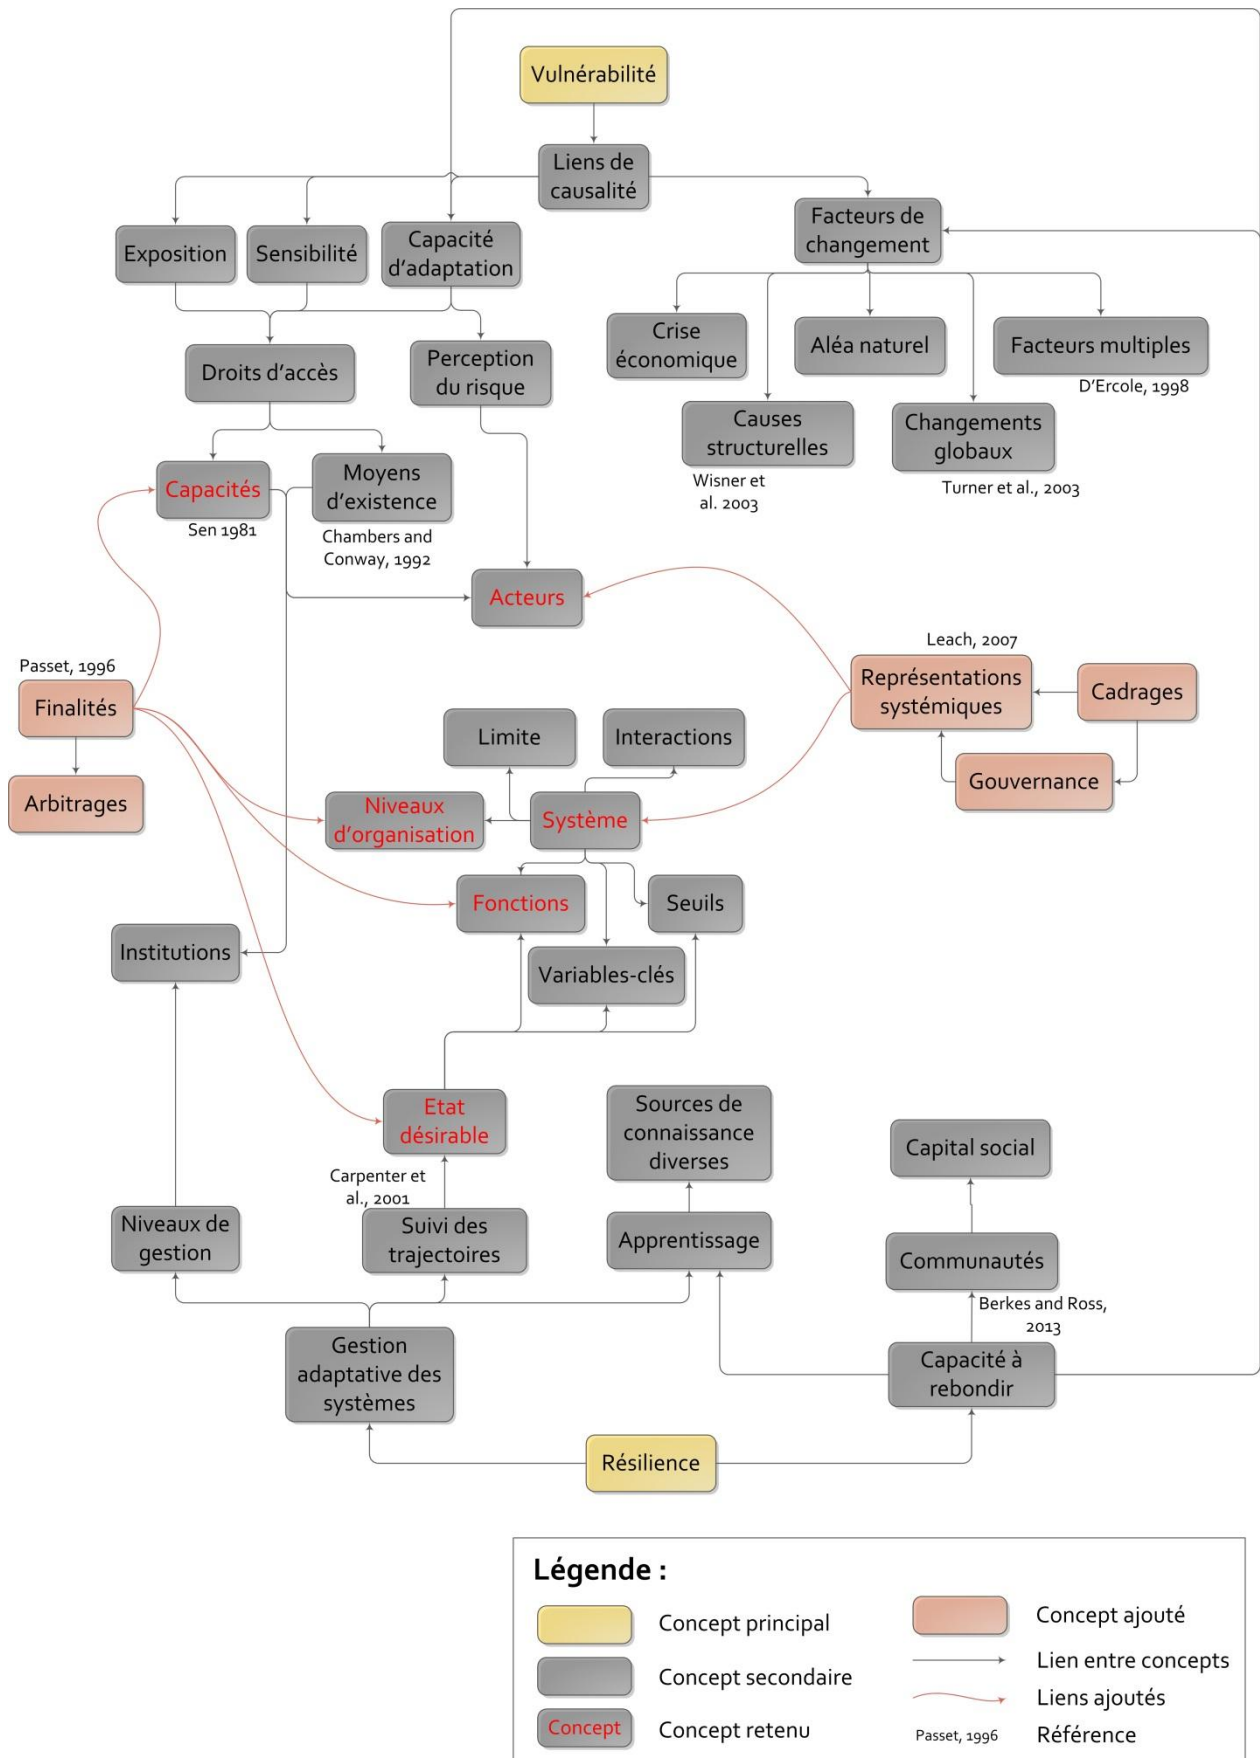 Vulnérabilité
Liens de
causalité
Exposition
Sensibilité
Capacité
d'adaptation
Facteurs de
changement
Crise
économique
Aléa naturel
Facteurs multiples
D'Ercole, 1998
Droits d'accès
Perception
du risque
Causes
structurelles
Wisner et
al. 2003
Changements
globaux
Turner et al., 2003
Capacités
Sen 1981
Moyens
d'existence
Chambers and
Conway, 1992
Acteurs
Passet, 1996
Finalités
Arbitrages
Leach, 2007
Représentations
systémiques
Cadrages
Gouvernance
Limite
Interactions
Niveaux
d'organisation
Système
Fonctions
Seuils
Institutions
Variables-clés
Etat
désirable
Carpenter et
al., 2001
Sources de
connaissance
diverses
Capital social
Niveaux de
gestion
Suivi des
trajectoires
Apprentissage
Communautés
Berkes and Ross,
2013
Gestion
adaptative des
systèmes
Capacité à
rebondir
Résilience
Légende :
Concept principal
Concept secondaire
Concept
Concept retenu
Concept ajouté
Lien entre concepts
Liens ajoutés
Passet, 1996
Référence